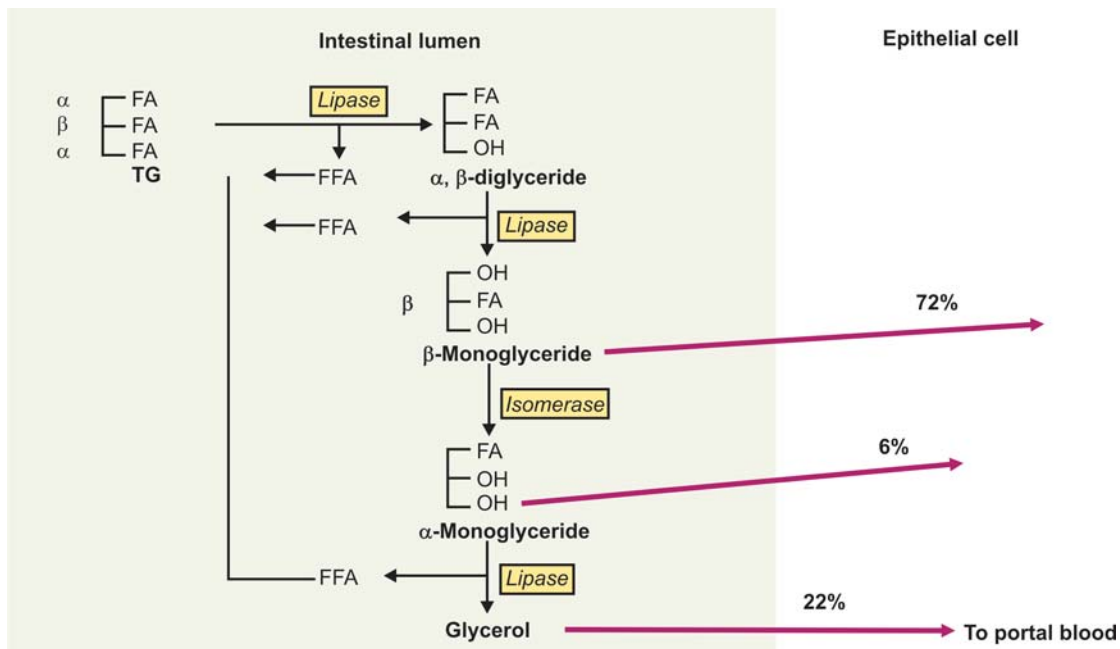 Intestinal lumen
Epithelial cell
α FA
β FA
α FA
TG
Lipase
FA
FA
OH
FFA
α, β-diglyceride
FFA
Lipase
OH
β FA
OH
72%
β-Monoglyceride
Isomerase
6%
FA
OH
OH
α-Monoglyceride
FFA
Lipase
22%
Glycerol
To portal blood